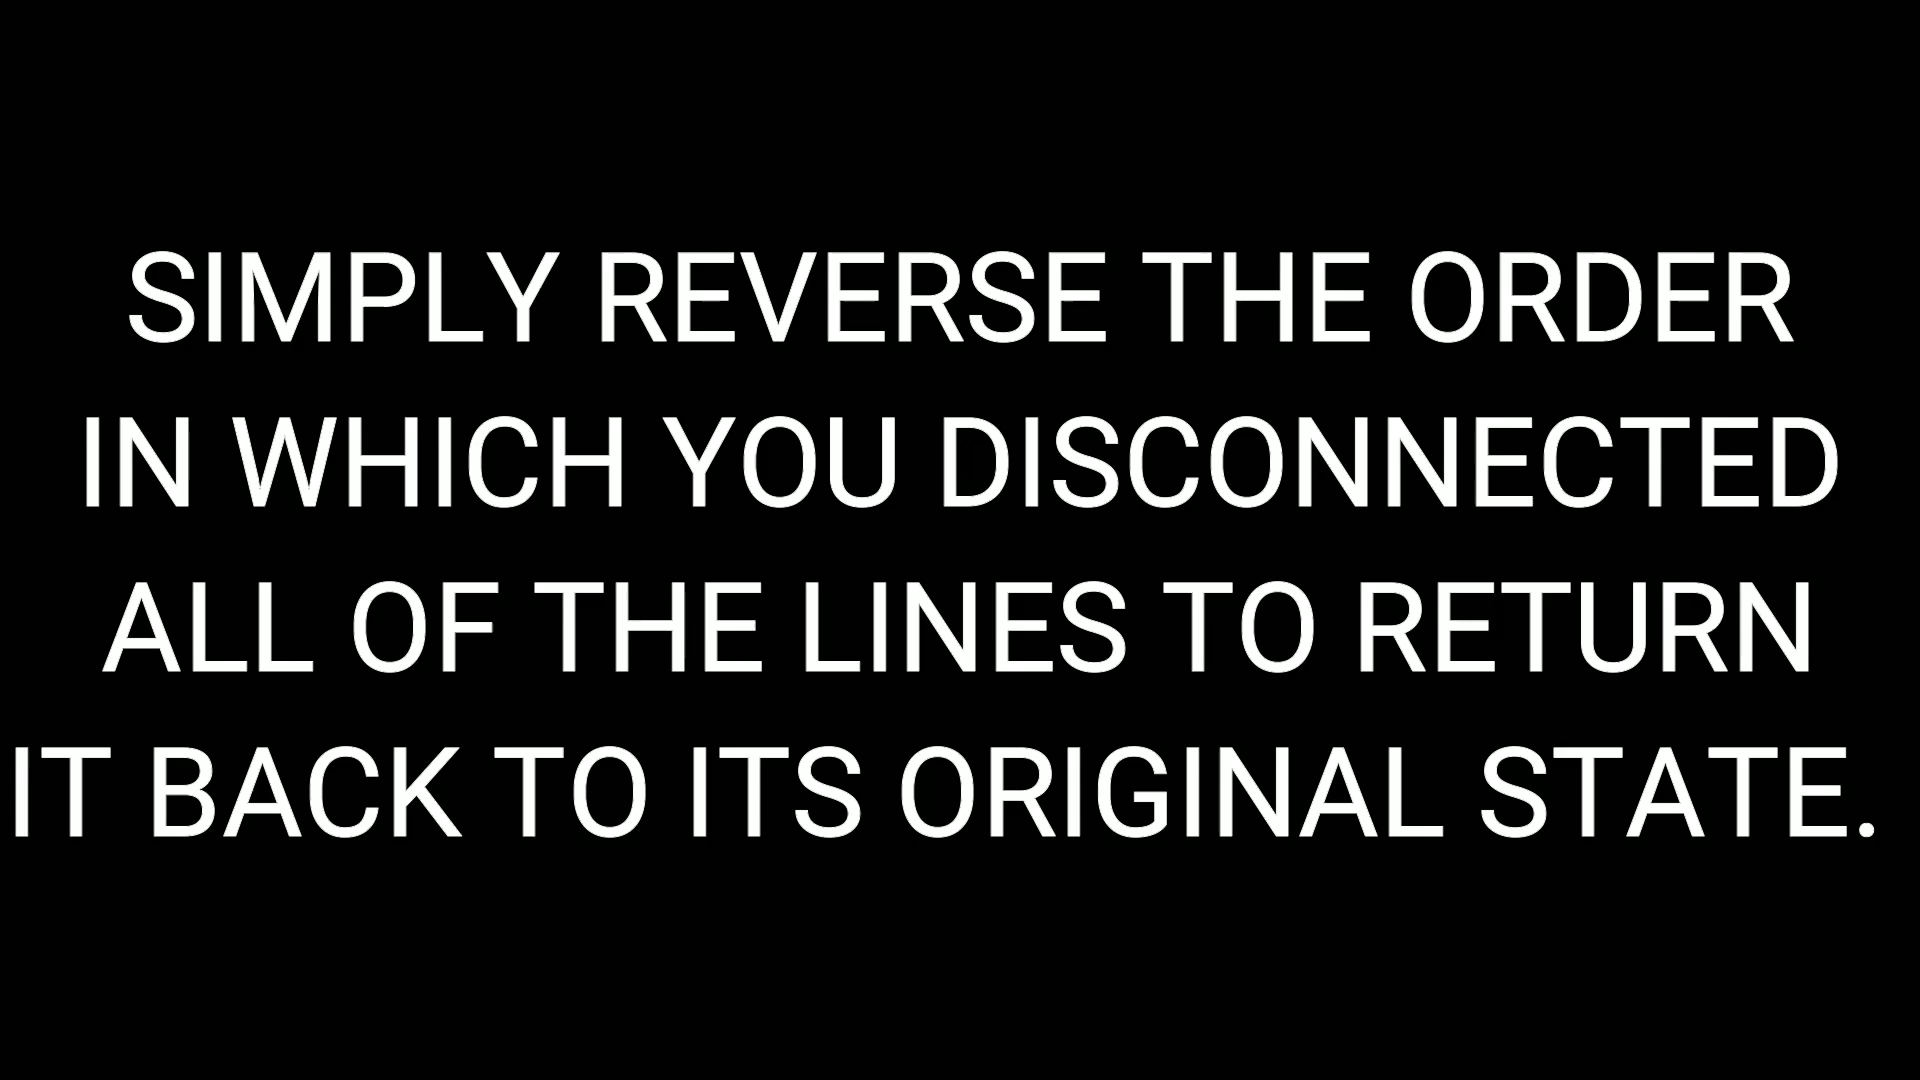 SIMPLY REVERSE THE ORDER
IN WHICH YOU DISCONNECTED
ALL OF THE LINES TO RETURN
IT BACK TO ITS ORIGINAL STATE.